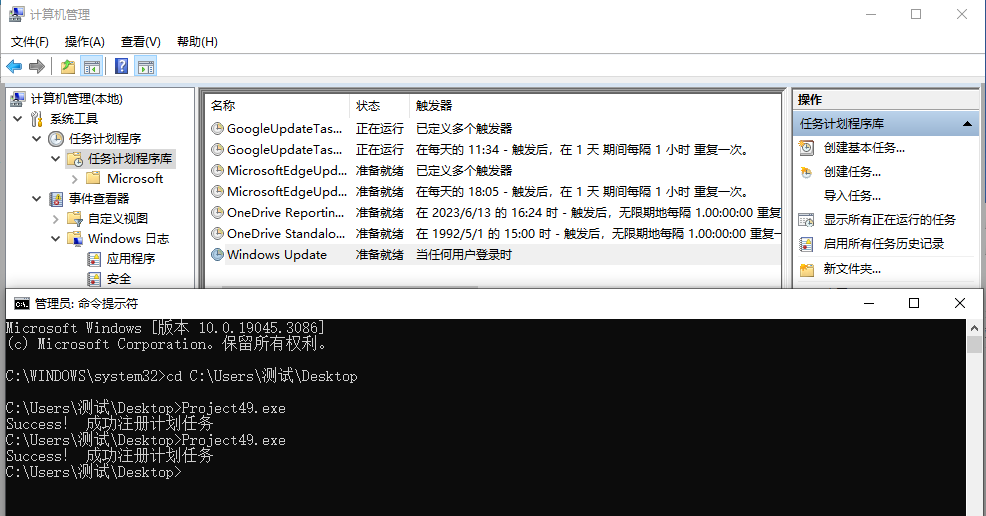 计算机管理
文件(F) 操作(A) 查看(V) 帮助(H)
计算机管理(本地)
系统工具
任务计划程序
任务计划程序库
Microsoft
事件查看器
自定义视图
Windows 日志
应用程序
安全
名称 状态 触发器
GoogleUpdateTas... 正在运行 已定义多个触发器
GoogleUpdateTas... 正在运行 在每天的 11:34 - 触发后，在 1 天 期间每隔 1 小时 重复一次。
MicrosoftEdgeUpd... 准备就绪 已定义多个触发器
MicrosoftEdgeUpd... 准备就绪 在每天的 18:05 - 触发后，在 1 天 期间每隔 1 小时 重复一次。
OneDrive Reportin... 准备就绪 在 2023/6/13 的 16:24 时 - 触发后，无限期地每隔 1.00:00:00 重复
OneDrive Standalo... 准备就绪 在 1992/5/1 的 15:00 时 - 触发后，无限期地每隔 1.00:00:00 重复一
Windows Update 准备就绪 当任何用户登录时
操作
任务计划程序库
创建基本任务...
创建任务...
导入任务...
显示所有正在运行的任务
启用所有任务历史记录
新文件夹...
管理员: 命令提示符
Microsoft Windows [版本 10.0.19045.3086]
(c) Microsoft Corporation。保留所有权利。
C:\WINDOWS\system32>cd C:\Users\测试\Desktop
C:\Users\测试\Desktop>Project49.exe
Success! 成功注册计划任务
C:\Users\测试\Desktop>Project49.exe
Success! 成功注册计划任务
C:\Users\测试\Desktop>